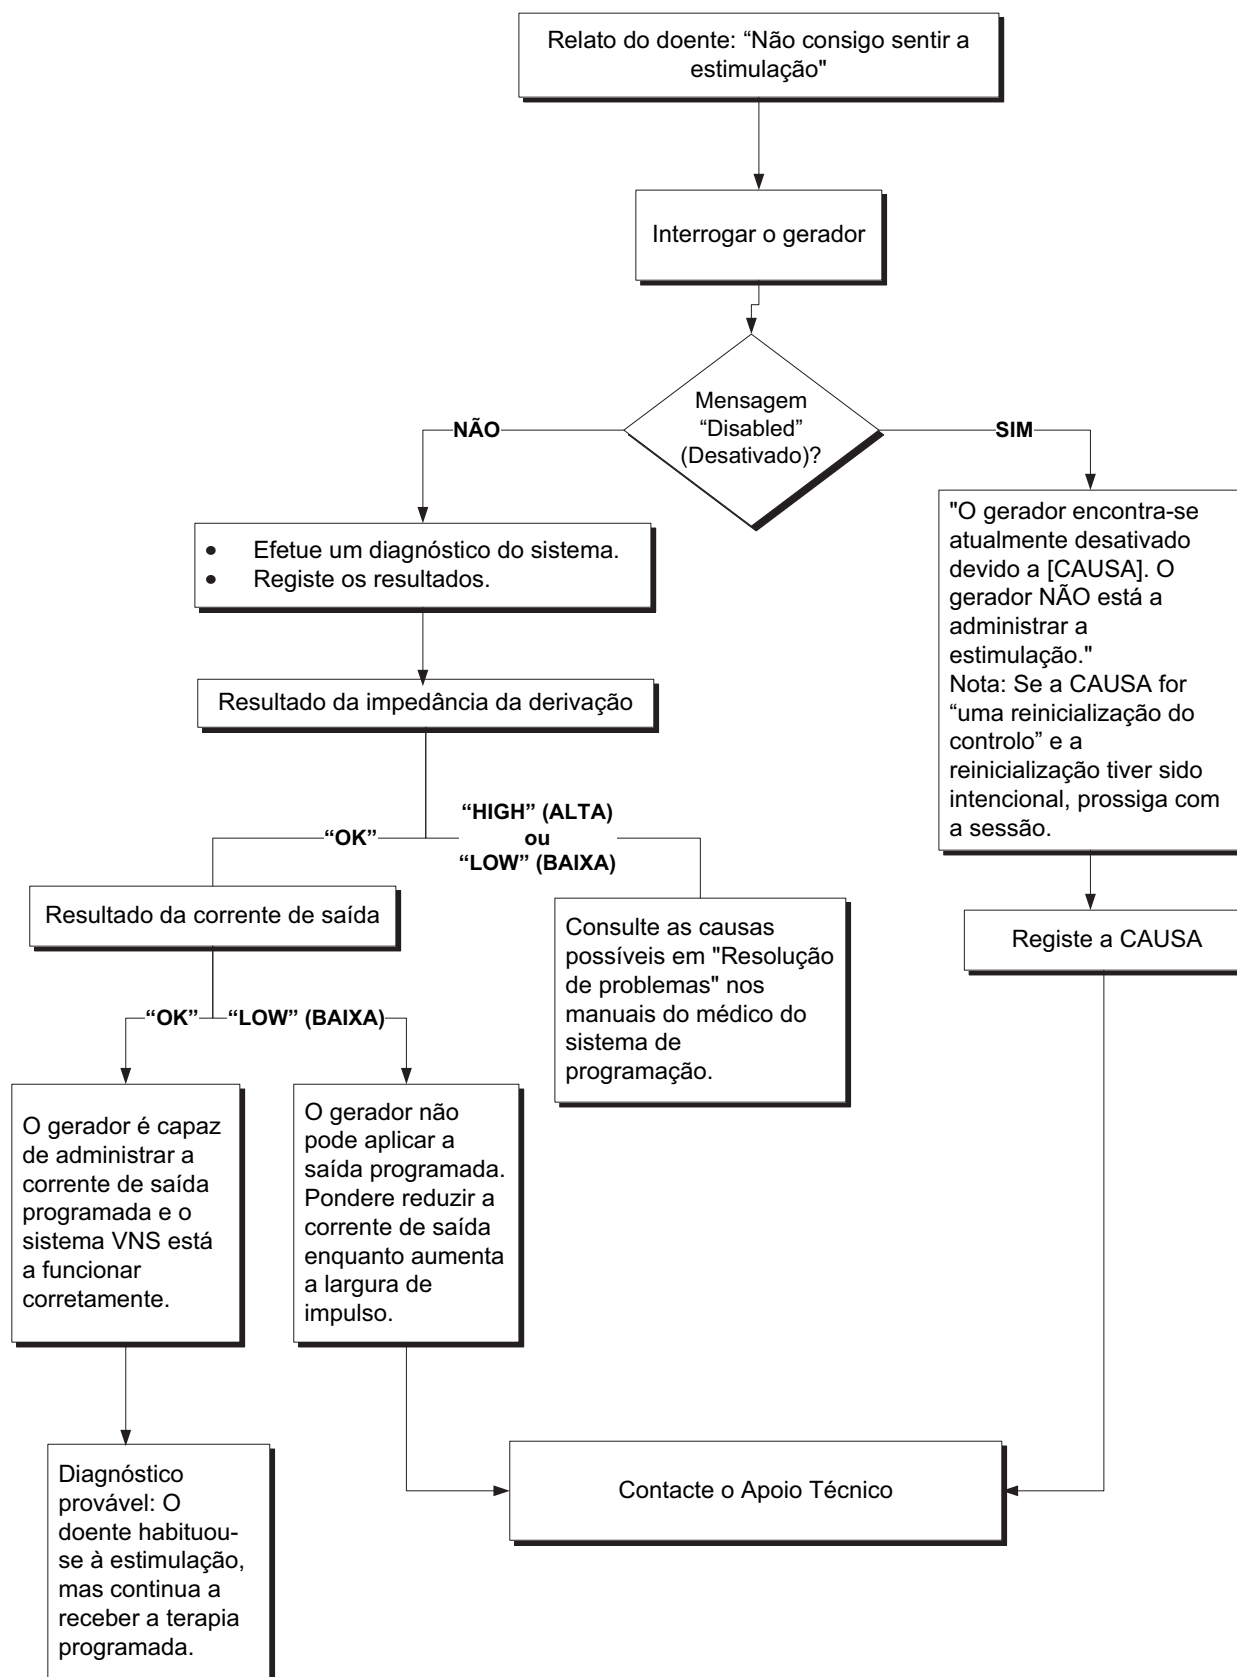 Relato do doente: “Não consigo sentir a
estimulação"
Interrogar o gerador
Mensagem
“Disabled”
(Desativado)?
NÃO
SIM
• Efetue um diagnóstico do sistema.
• Registe os resultados.
"O gerador encontra-se
atualmente desativado
devido a [CAUSA]. O
gerador NÃO está a
administrar a
estimulação."
Nota: Se a CAUSA for
“uma reinicialização do
controlo” e a
reinicialização tiver sido
intencional, prossiga com
a sessão.
Resultado da impedância da derivação
“OK”
“HIGH” (ALTA)
ou
“LOW” (BAIXA)
Resultado da corrente de saída
Consulte as causas
possíveis em "Resolução
de problemas" nos
manuais do médico do
sistema de
programação.
Registe a CAUSA
“OK”
“LOW” (BAIXA)
O gerador é capaz
de administrar a
corrente de saída
programada e o
sistema VNS está
a funcionar
corretamente.
O gerador não
pode aplicar a
saída programada.
Pondere reduzir a
corrente de saída
enquanto aumenta
a largura de
impulso.
Diagnóstico
provável: O
doente habituou-
se à estimulação,
mas continua a
receber a terapia
programada.
Contacte o Apoio Técnico